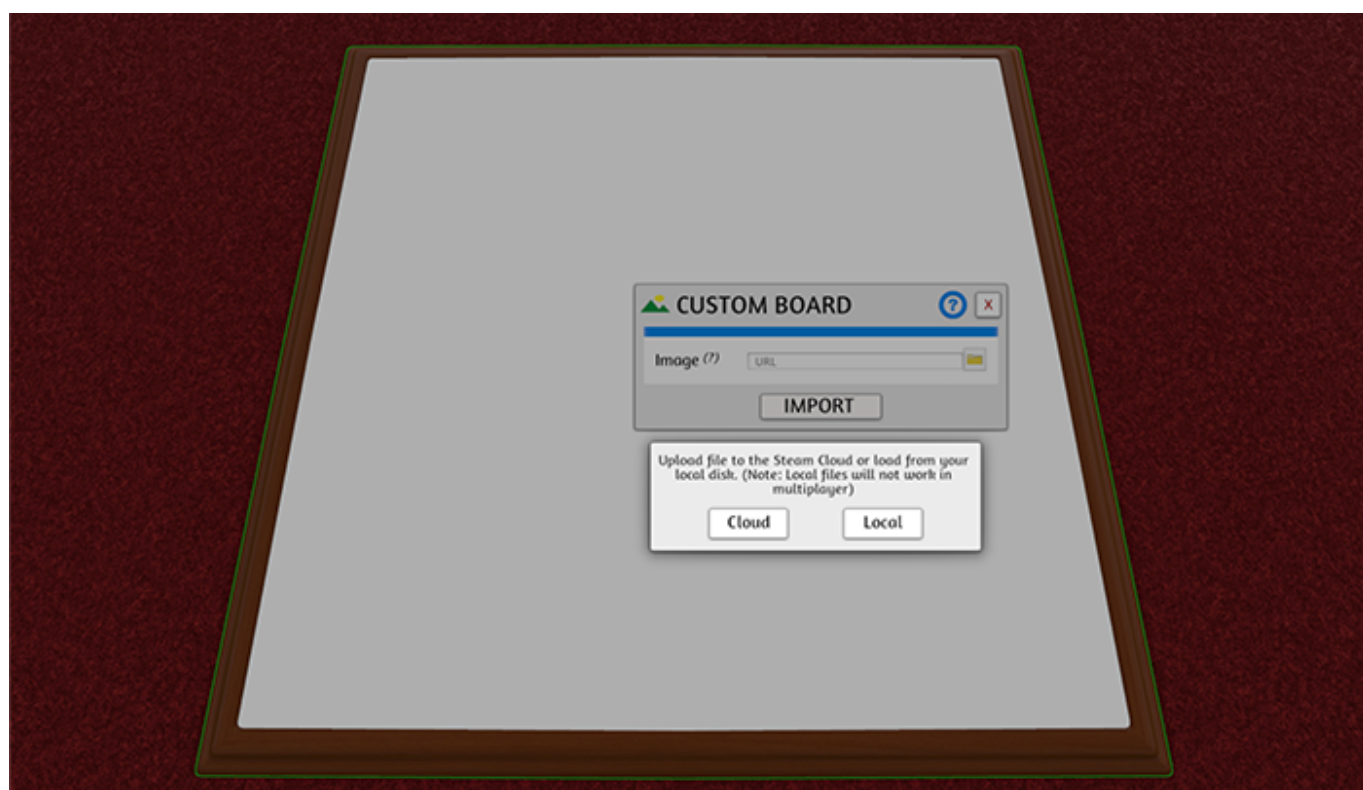 CUSTOM BOARD ? X
Image (?) URL
IMPORT
Upload file to the Steam Cloud or load from your
local disk. (Note: Local files will not work in
multiplayer)
Cloud Local